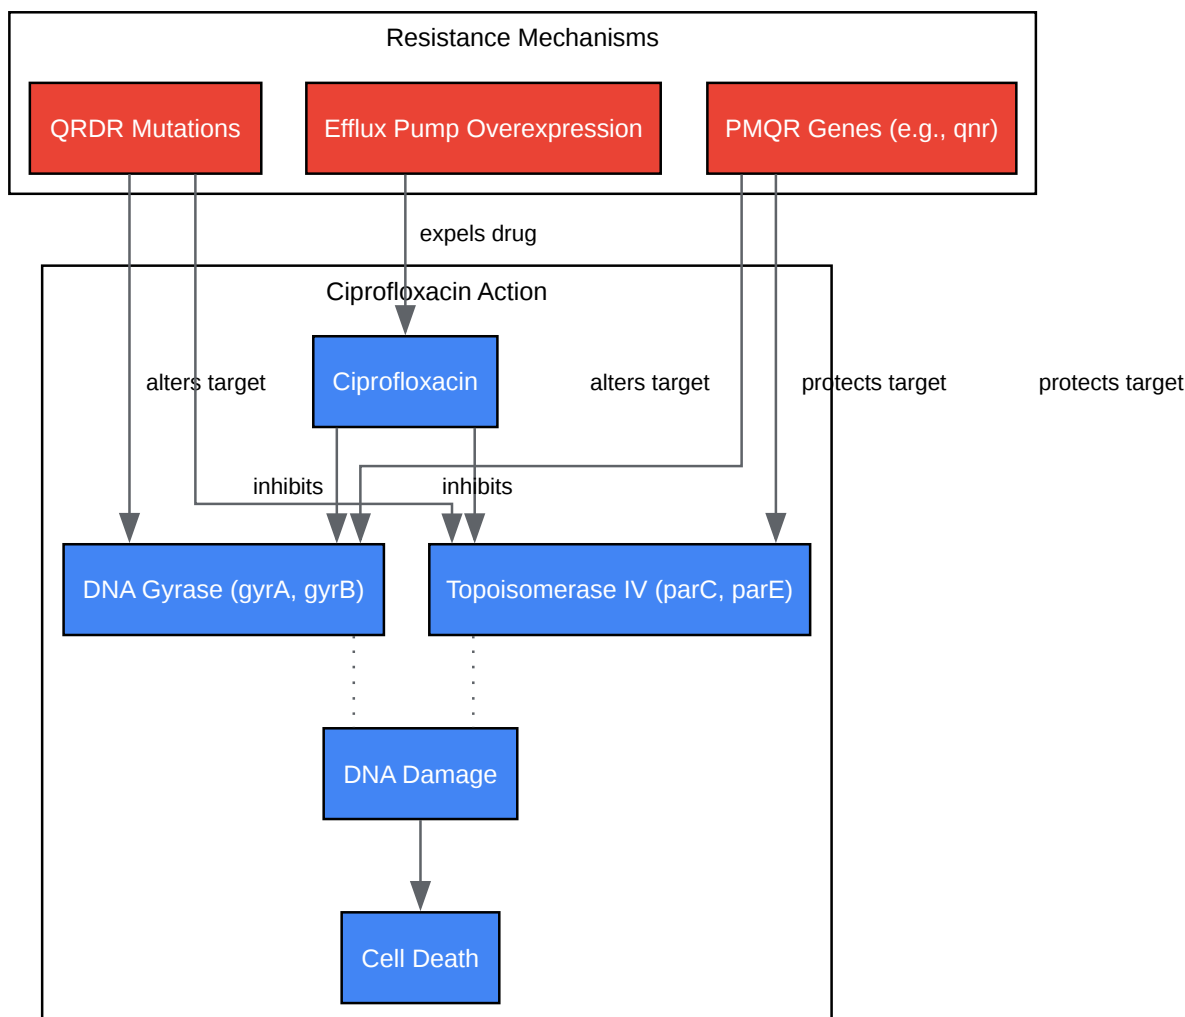 Resistance Mechanisms
QRDR Mutations
Efflux Pump Overexpression
PMQR Genes (e.g., qnr)
expels drug
Ciprofloxacin Action
alters target
Ciprofloxacin
alters target
protects target
protects target
inhibits
inhibits
DNA Gyrase (gyrA, gyrB)
Topoisomerase IV (parC, parE)
DNA Damage
Cell Death